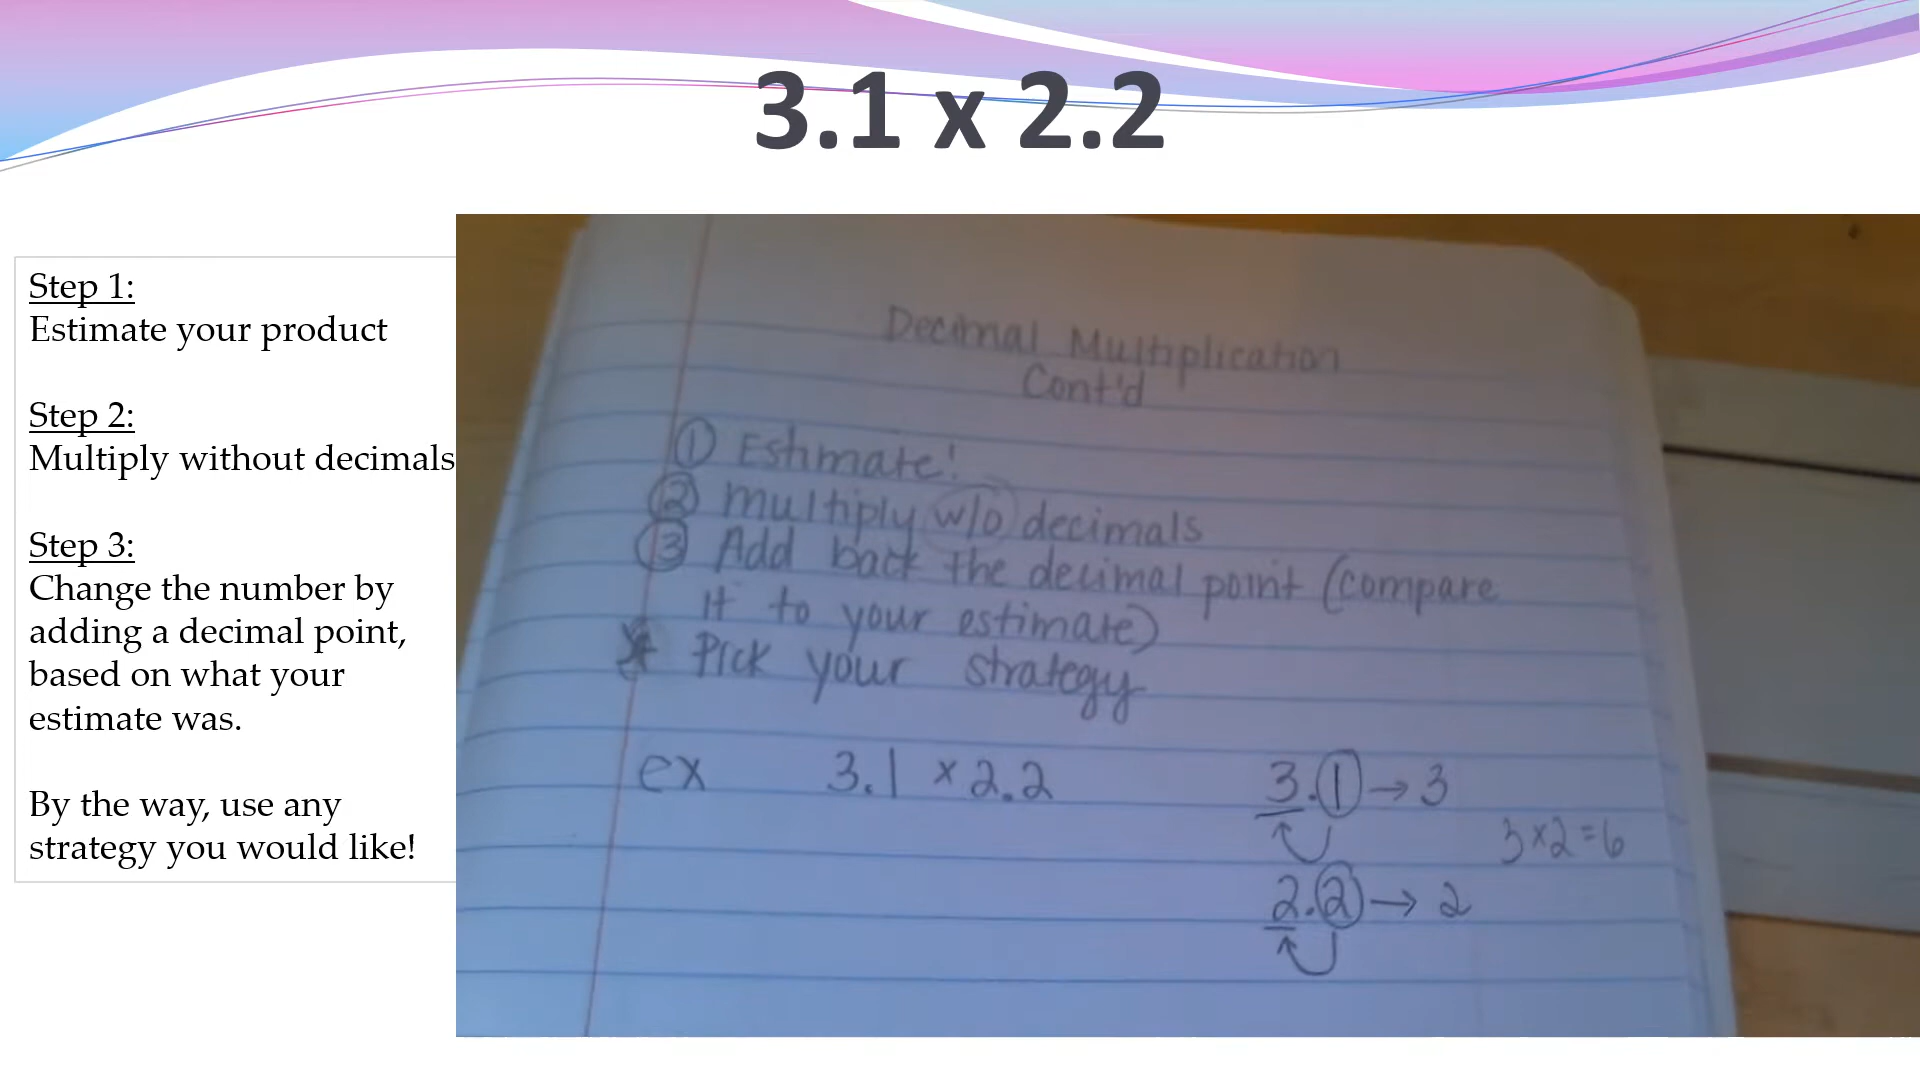 3.1 x 2.2
Step 1:
Estimate your product
Step 2:
Multiply without decimals
Step 3:
Change the number by
adding a decimal point,
based on what your
estimate was.
By the way, use any
strategy you would like!
Decimal Multiplication
Cont'd
① Estimate!
② multiply w/o decimals
③ Add back the decimal point (compare
it to your estimate)
* Pick your strategy
ex 3.1 × 2.2
3.1 → 3
3 × 2 = 6
2.2 → 2